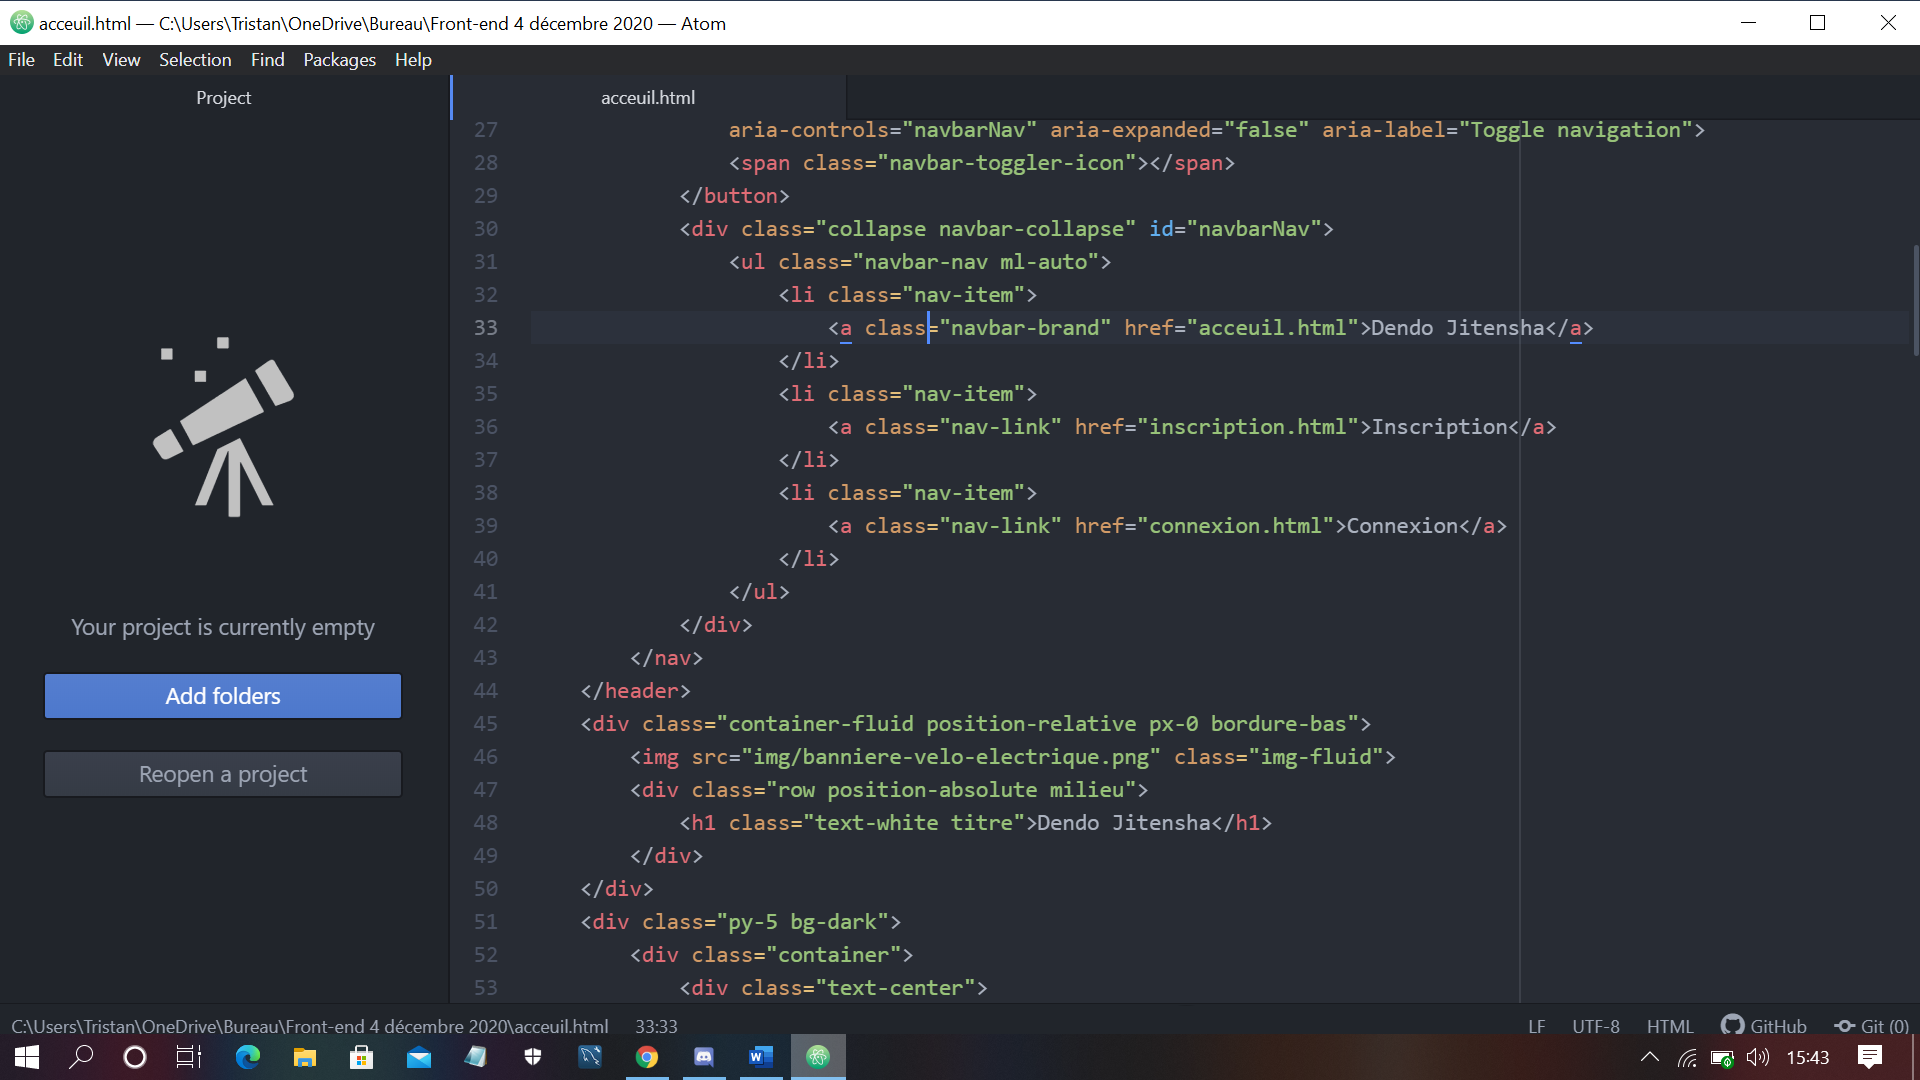 acceuil.html — C:\Users\Tristan\OneDrive\Bureau\Front-end 4 décembre 2020 — Atom
File Edit View Selection Find Packages Help
Project
acceuil.html
27 aria-controls="navbarNav" aria-expanded="false" aria-label="Toggle navigation">
28 <span class="navbar-toggler-icon"></span>
29 </button>
30 <div class="collapse navbar-collapse" id="navbarNav">
31 <ul class="navbar-nav ml-auto">
32 <li class="nav-item">
33 <a class="navbar-brand" href="acceuil.html">Dendo Jitensha</a>
34 </li>
35 <li class="nav-item">
36 <a class="nav-link" href="inscription.html">Inscription</a>
37 </li>
38 <li class="nav-item">
39 <a class="nav-link" href="connexion.html">Connexion</a>
40 </li>
41 </ul>
42 </div>
43 </nav>
44 </header>
45 <div class="container-fluid position-relative px-0 bordure-bas">
46 <img src="img/banniere-velo-electrique.png" class="img-fluid">
47 <div class="row position-absolute milieu">
48 <h1 class="text-white titre">Dendo Jitensha</h1>
49 </div>
50 </div>
51 <div class="py-5 bg-dark">
52 <div class="container">
53 <div class="text-center">
Your project is currently empty
Add folders
Reopen a project
C:\Users\Tristan\OneDrive\Bureau\Front-end 4 décembre 2020\acceuil.html 33:33
LF UTF-8 HTML GitHub Git (0)
15:43